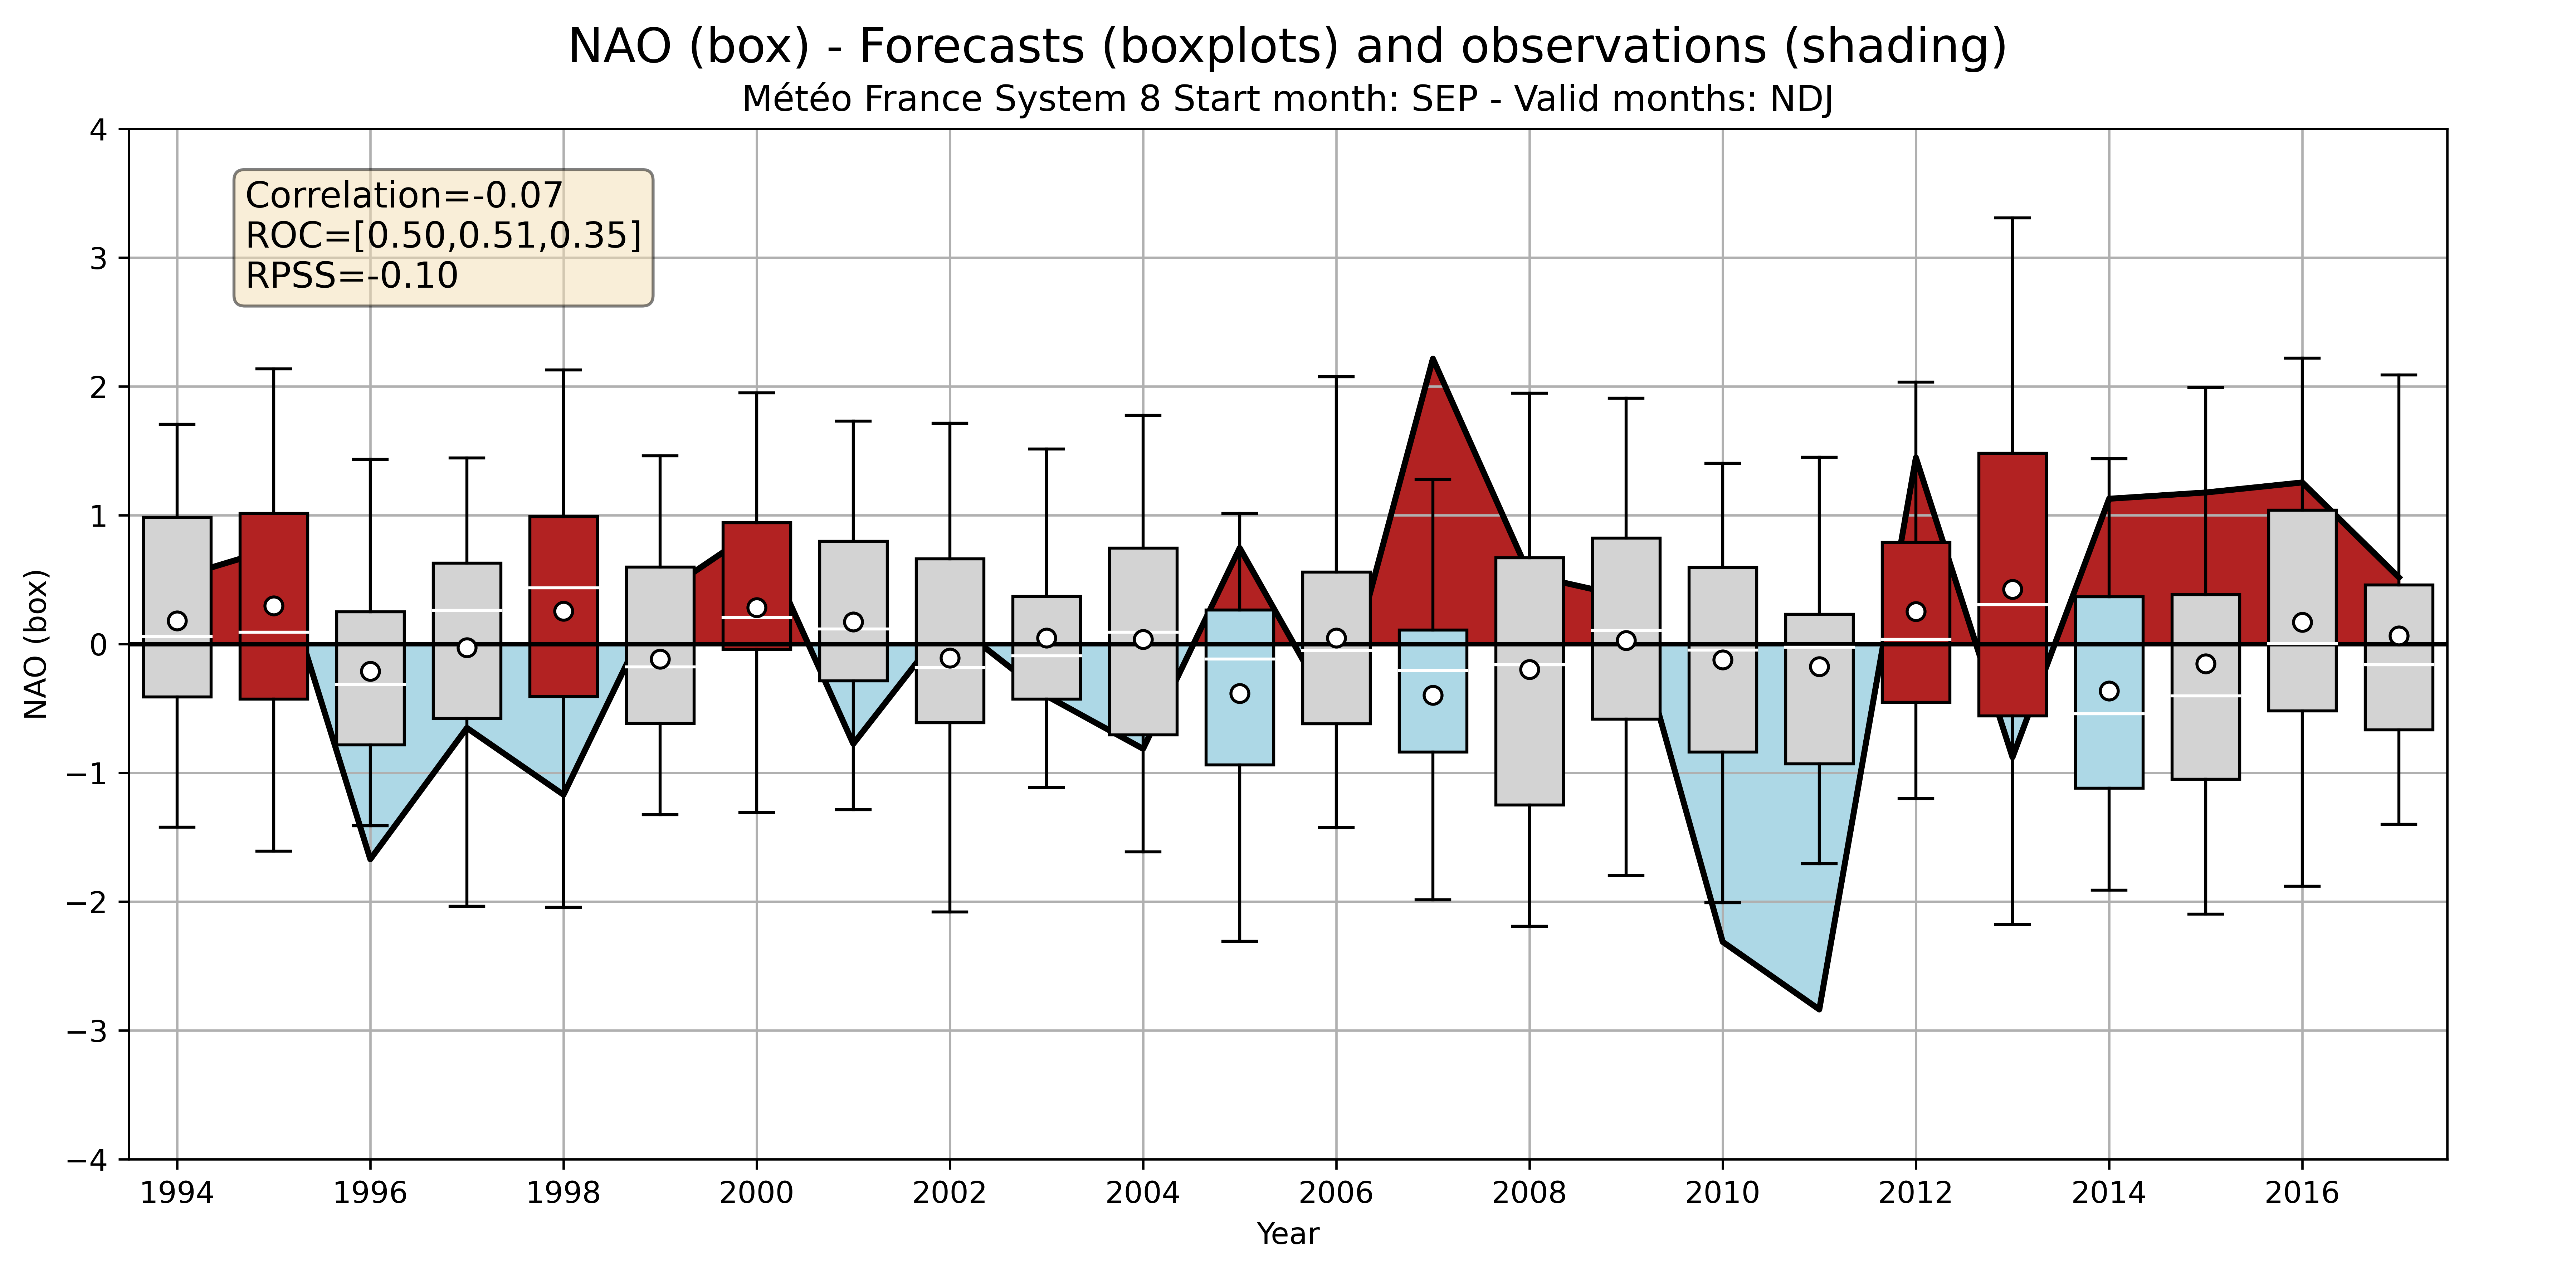 NAO (box) - Forecasts (boxplots) and observations (shading)
Météo France System 8 Start month: SEP - Valid months: NDJ
Correlation=-0.07
ROC=[0.50,0.51,0.35]
RPSS=-0.10
NAO (box)
4
3
2
1
0
−1
−2
−3
−4
1994 1996 1998 2000 2002 2004 2006 2008 2010 2012 2014 2016
Year